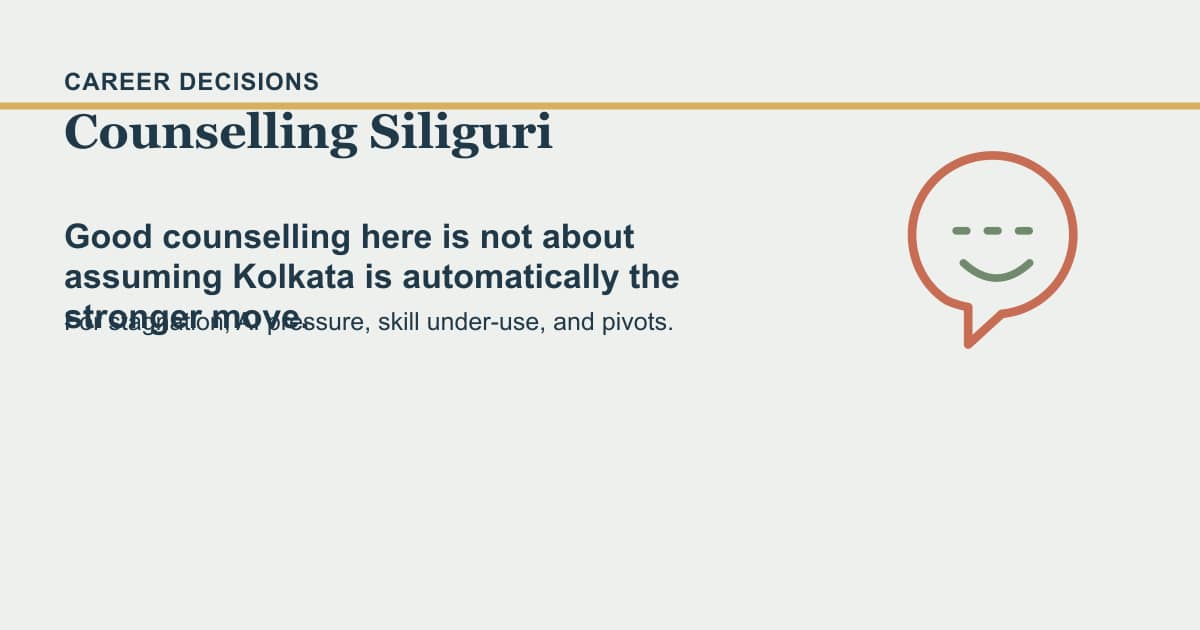 CAREER DECISIONS
Counselling Siliguri
Good counselling here is not about
assuming Kolkata is automatically the
stronger move.
For stagnation, AI pressure, skill under-use, and pivots.